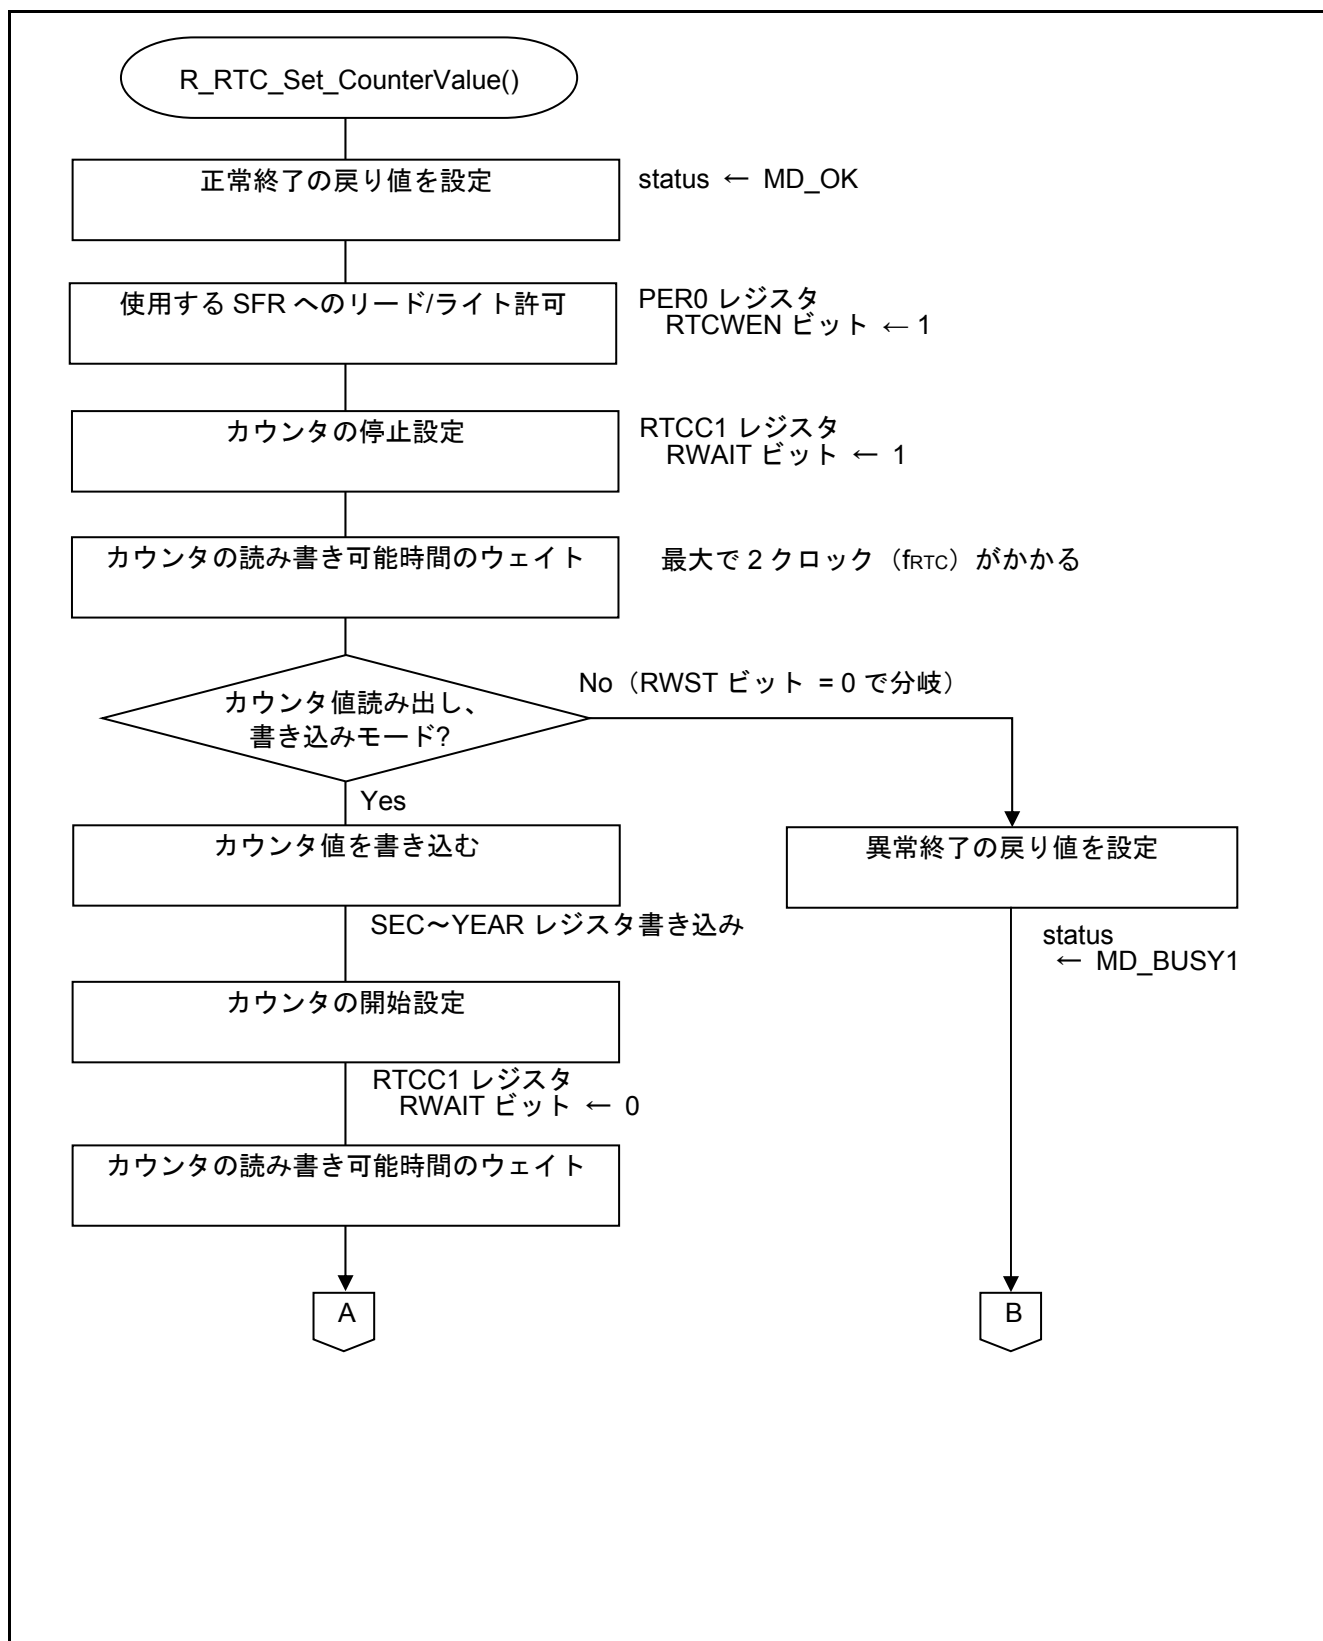 R_RTC_Set_CounterValue()
正常終了の戻り値を設定
status ← MD_OK
使用する SFR へのリード/ライト許可
PER0 レジスタ
RTCWEN ビット ← 1
カウンタの停止設定
RTCC1 レジスタ
RWAIT ビット ← 1
カウンタの読み書き可能時間のウェイト
最大で 2 クロック（fRTC）がかかる
カウンタ値読み出し、
書き込みモード?
No（RWST ビット = 0 で分岐）
Yes
カウンタ値を書き込む
異常終了の戻り値を設定
SEC～YEAR レジスタ書き込み
status
← MD_BUSY1
カウンタの開始設定
RTCC1 レジスタ
RWAIT ビット ← 0
カウンタの読み書き可能時間のウェイト
A
B